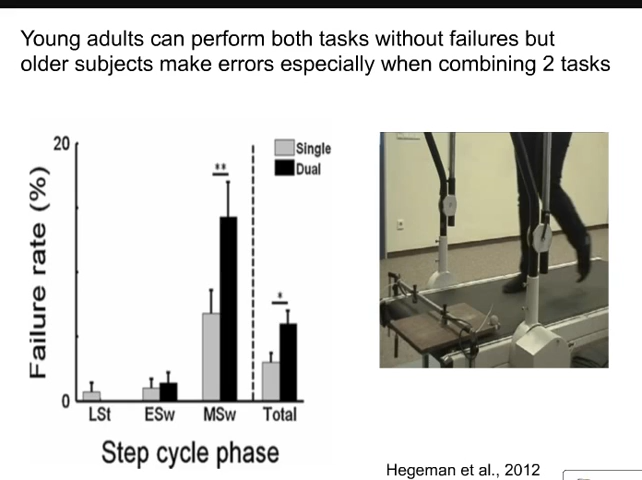 Young adults can perform both tasks without failures but
older subjects make errors especially when combining 2 tasks
20
Single
Dual
**
*
Failure rate (%)
0
LSt ESw MSw Total
Step cycle phase
Hegeman et al., 2012